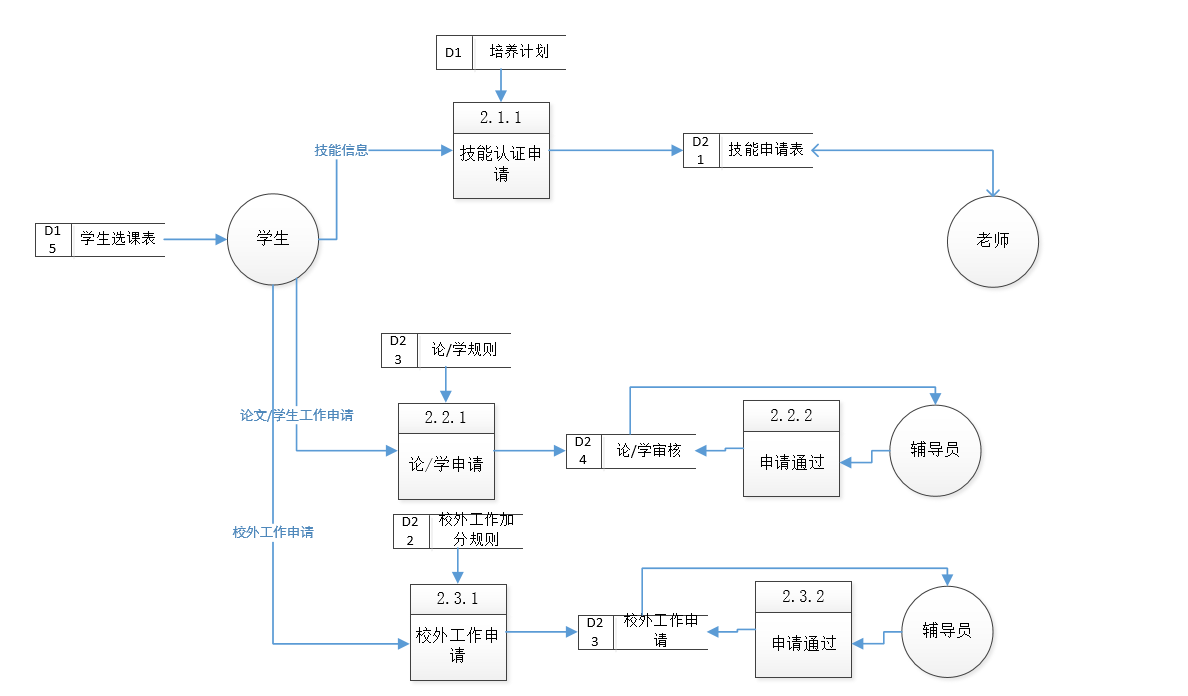 D1
培养计划
2.1.1
技能认证申
请
技能信息
D2
1
技能申请表
D1
5
学生选课表
学生
老师
D2
3
论/学规则
2.2.1
论/学申请
论文/学生工作申请
D2
4
论/学审核
2.2.2
申请通过
辅导员
D2
2
校外工作加
分规则
校外工作申请
2.3.1
校外工作申
请
D2
3
校外工作申
请
2.3.2
申请通过
辅导员